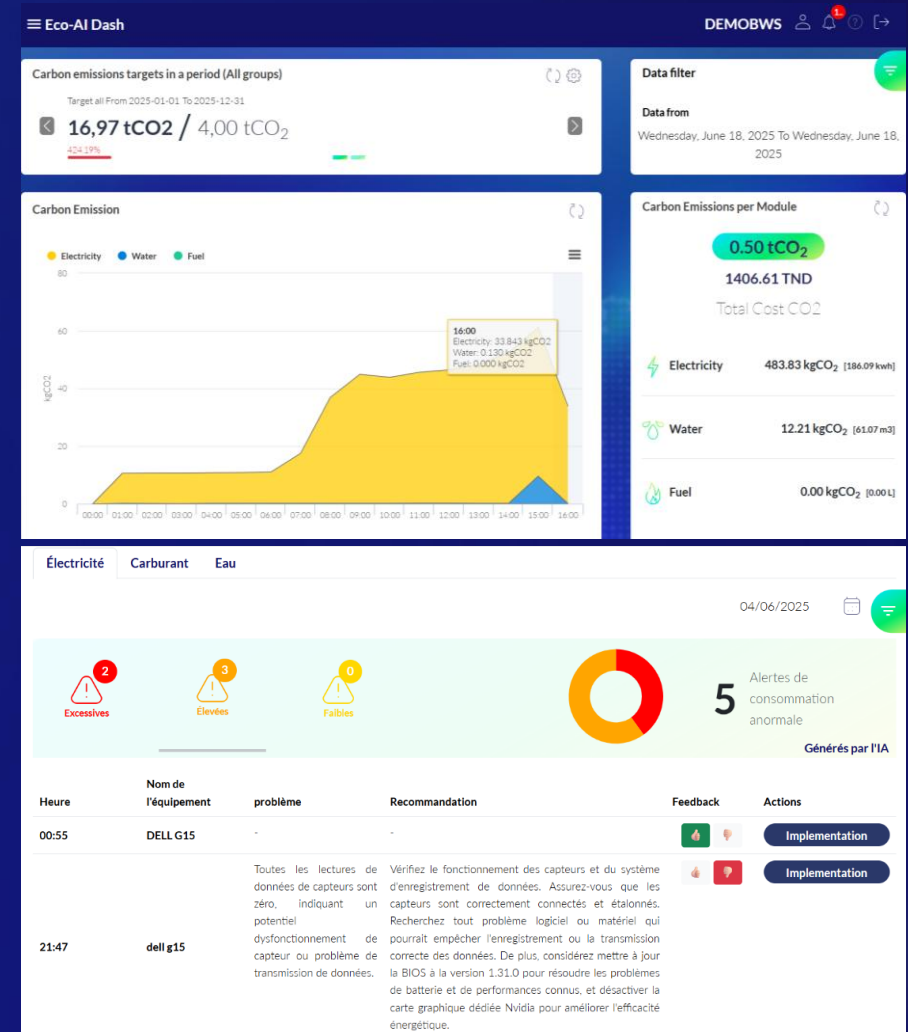 Eco-AI Dash
DEMOBWS
1..
Carbon emissions targets in a period (All groups)
Target all From 2025-01-01 To 2025-12-31
16,97 tCO2 / 4,00 tCO₂
424.19%
Data filter
Data from
Wednesday, June 18, 2025 To Wednesday, June 18,
2025
Carbon Emission
Electricity Water Fuel
kgCO2
80
60
40
20
0
16:00
Electricity: 33.843 kgCO2
Water: 0.130 kgCO2
Fuel: 0.000 kgCO2
00:00 01:00 02:00 03:00 04:00 05:00 06:00 07:00 08:00 09:00 10:00 11:00 12:00 13:00 14:00 15:00 16:00
Carbon Emissions per Module
0.50 tCO₂
1406.61 TND
Total Cost CO2
Electricity 483.83 kgCO₂ [186.09 kwh]
Water 12.21 kgCO₂ [61.07 m3]
Fuel 0.00 kgCO₂ [0.00 L]
Électricité Carburant Eau
04/06/2025
2
Excessives
3
Élevées
0
Faibles
5
Alertes de
consommation
anormale
Générés par l'IA
Heure
Nom de
l'équipement
problème
Recommandation
Feedback
Actions
00:55 DELL G15 - - Implementation
21:47
dell g15
Toutes les lectures de
données de capteurs sont
zéro, indiquant un
potentiel
dysfonctionnement de
capteur ou problème de
transmission de données.
Vérifiez le fonctionnement des capteurs et du système
d'enregistrement de données. Assurez-vous que les
capteurs sont correctement connectés et étalonnés.
Recherchez tout problème logiciel ou matériel qui
pourrait empêcher l'enregistrement ou la transmission
correcte des données. De plus, considérez mettre à jour
la BIOS à la version 1.31.0 pour résoudre les problèmes
de batterie et de performances connus, et désactiver la
carte graphique dédiée Nvidia pour améliorer l'efficacité
énergétique.
Implementation